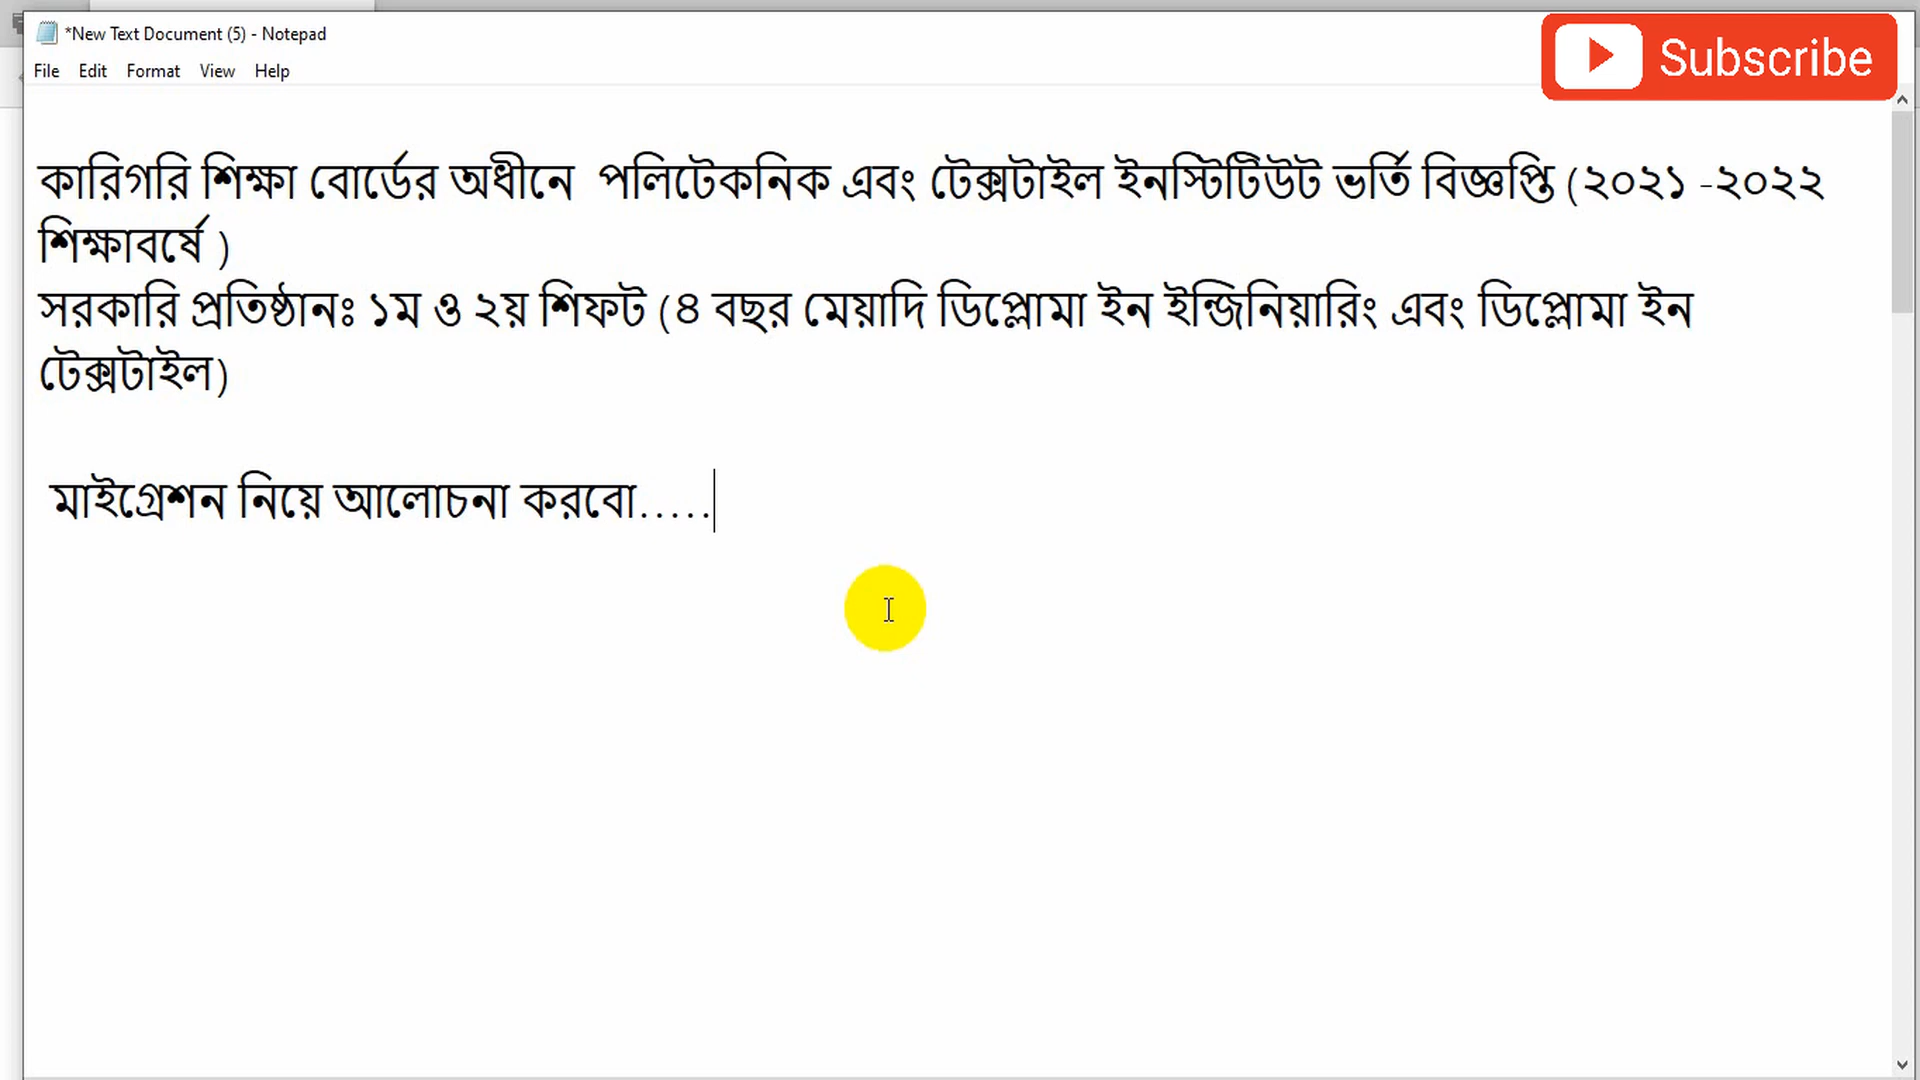 *New Text Document (5) - Notepad
Subscribe
File Edit Format View Help
কারিগরি শিক্ষা বোর্ডের অধীনে  পলিটেকনিক এবং টেক্সটাইল ইনস্টিটিউট ভর্তি বিজ্ঞপ্তি (২০২১ -২০২২
শিক্ষাবর্ষে )
সরকারি প্রতিষ্ঠানঃ ১ম ও ২য় শিফট (৪ বছর মেয়াদি ডিপ্লোমা ইন ইন্জিনিয়ারিং এবং ডিপ্লোমা ইন
টেক্সটাইল)
মাইগ্রেশন নিয়ে আলোচনা করবো.....